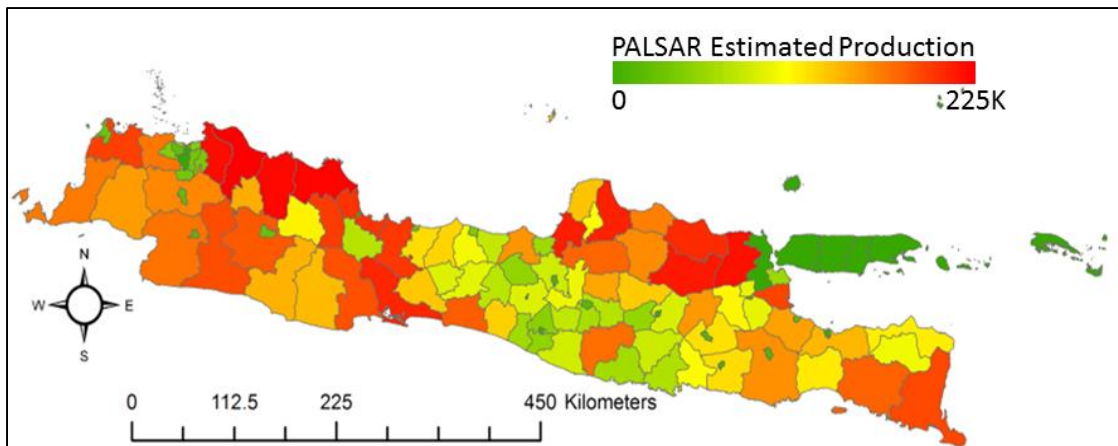 PALSAR Estimated Production
0 225K
N
W E
S
0 112.5 225 450 Kilometers